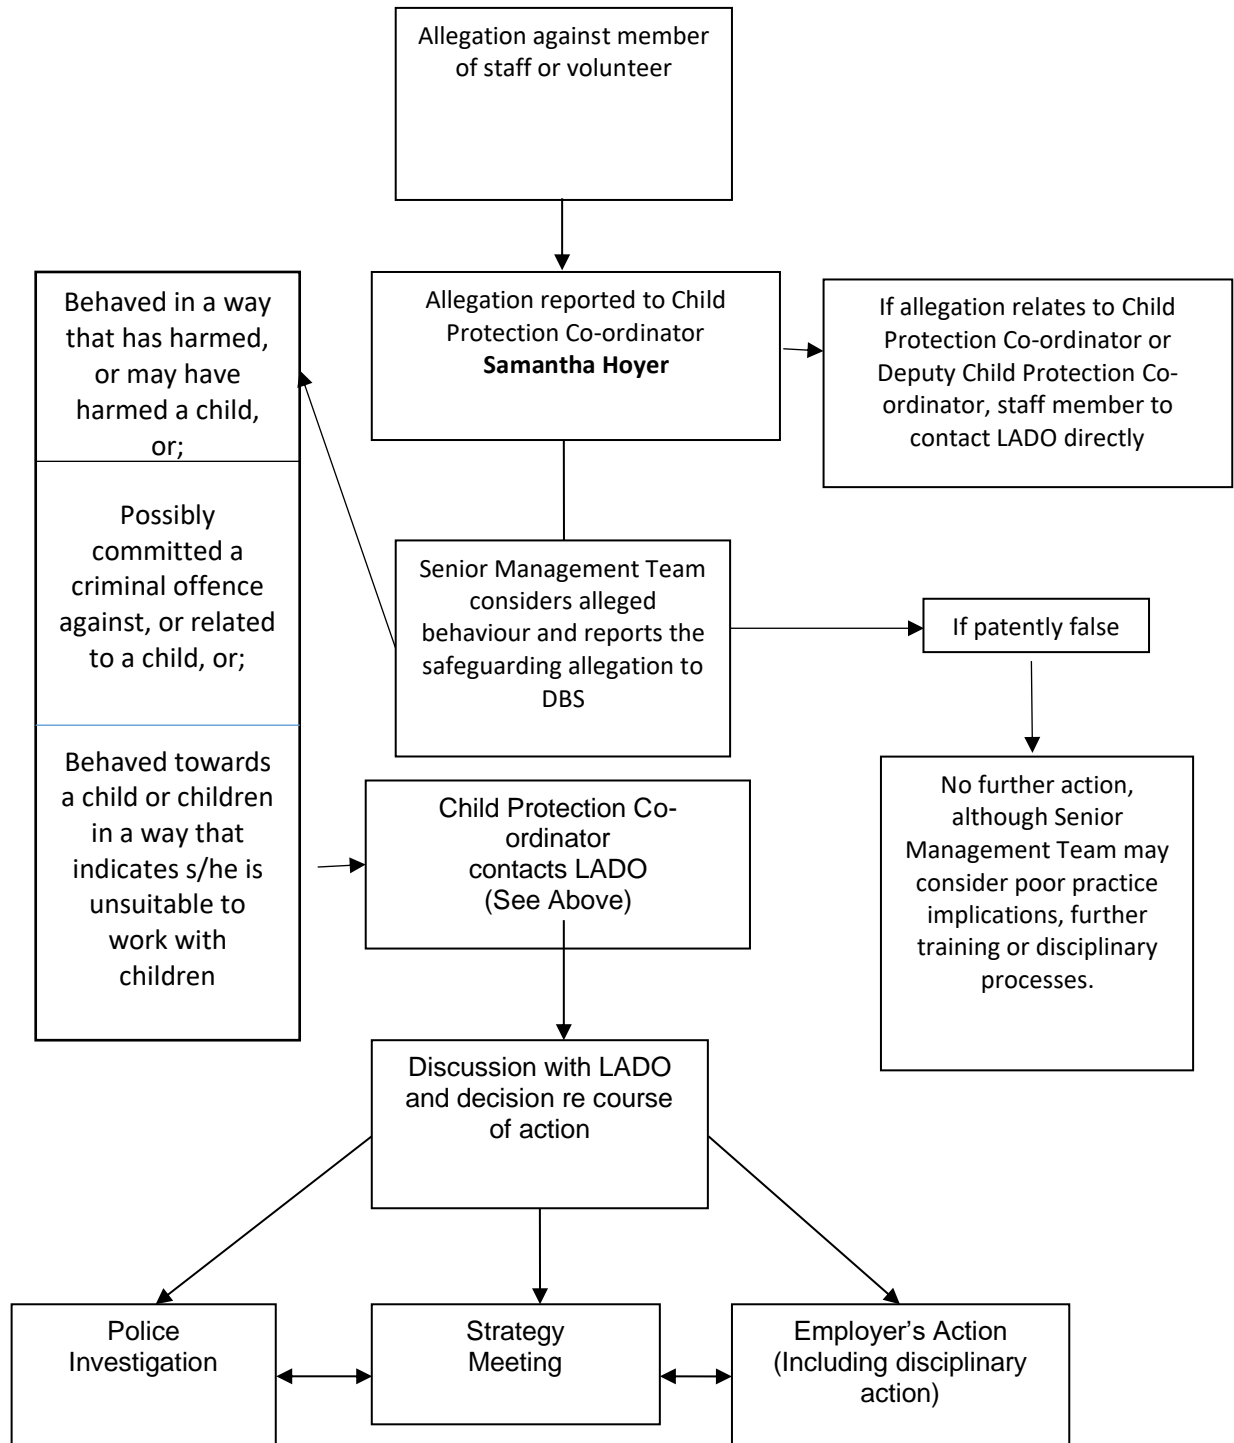 Allegation against member
of staff or volunteer
Allegation reported to Child
Protection Co-ordinator
Samantha Hoyer
If allegation relates to Child
Protection Co-ordinator or
Deputy Child Protection Co-
ordinator, staff member to
contact LADO directly
Behaved in a way
that has harmed,
or may have
harmed a child,
or;
Possibly
committed a
criminal offence
against, or related
to a child, or;
Behaved towards
a child or children
in a way that
indicates s/he is
unsuitable to
work with
children
Senior Management Team
considers alleged
behaviour and reports the
safeguarding allegation to
DBS
If patently false
No further action,
although Senior
Management Team may
consider poor practice
implications, further
training or disciplinary
processes.
Child Protection Co-
ordinator
contacts LADO
(See Above)
Discussion with LADO
and decision re course
of action
Police
Investigation
Strategy
Meeting
Employer’s Action
(Including disciplinary
action)